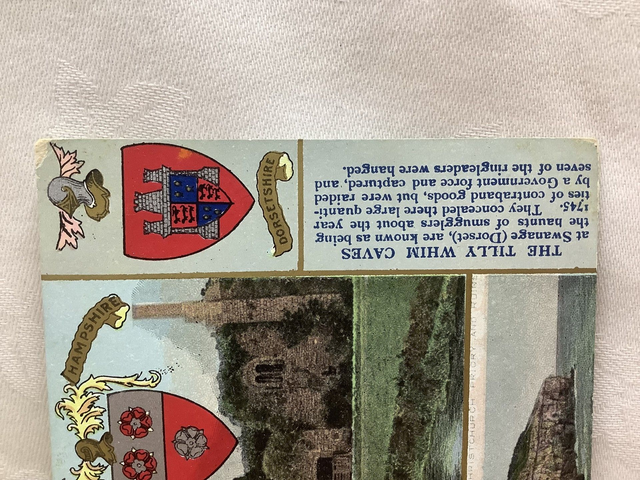 THE TILLY WHIM CAVES
at Swanage (Dorset), are known as being
the haunts of smugglers about the year
1745. They concealed there large quanti-
ties of contraband goods, but were raided
by a Government force and captured, and
seven of the ringleaders were hanged.
DORSETSHIRE
HAMPSHIRE
PRIORY AND